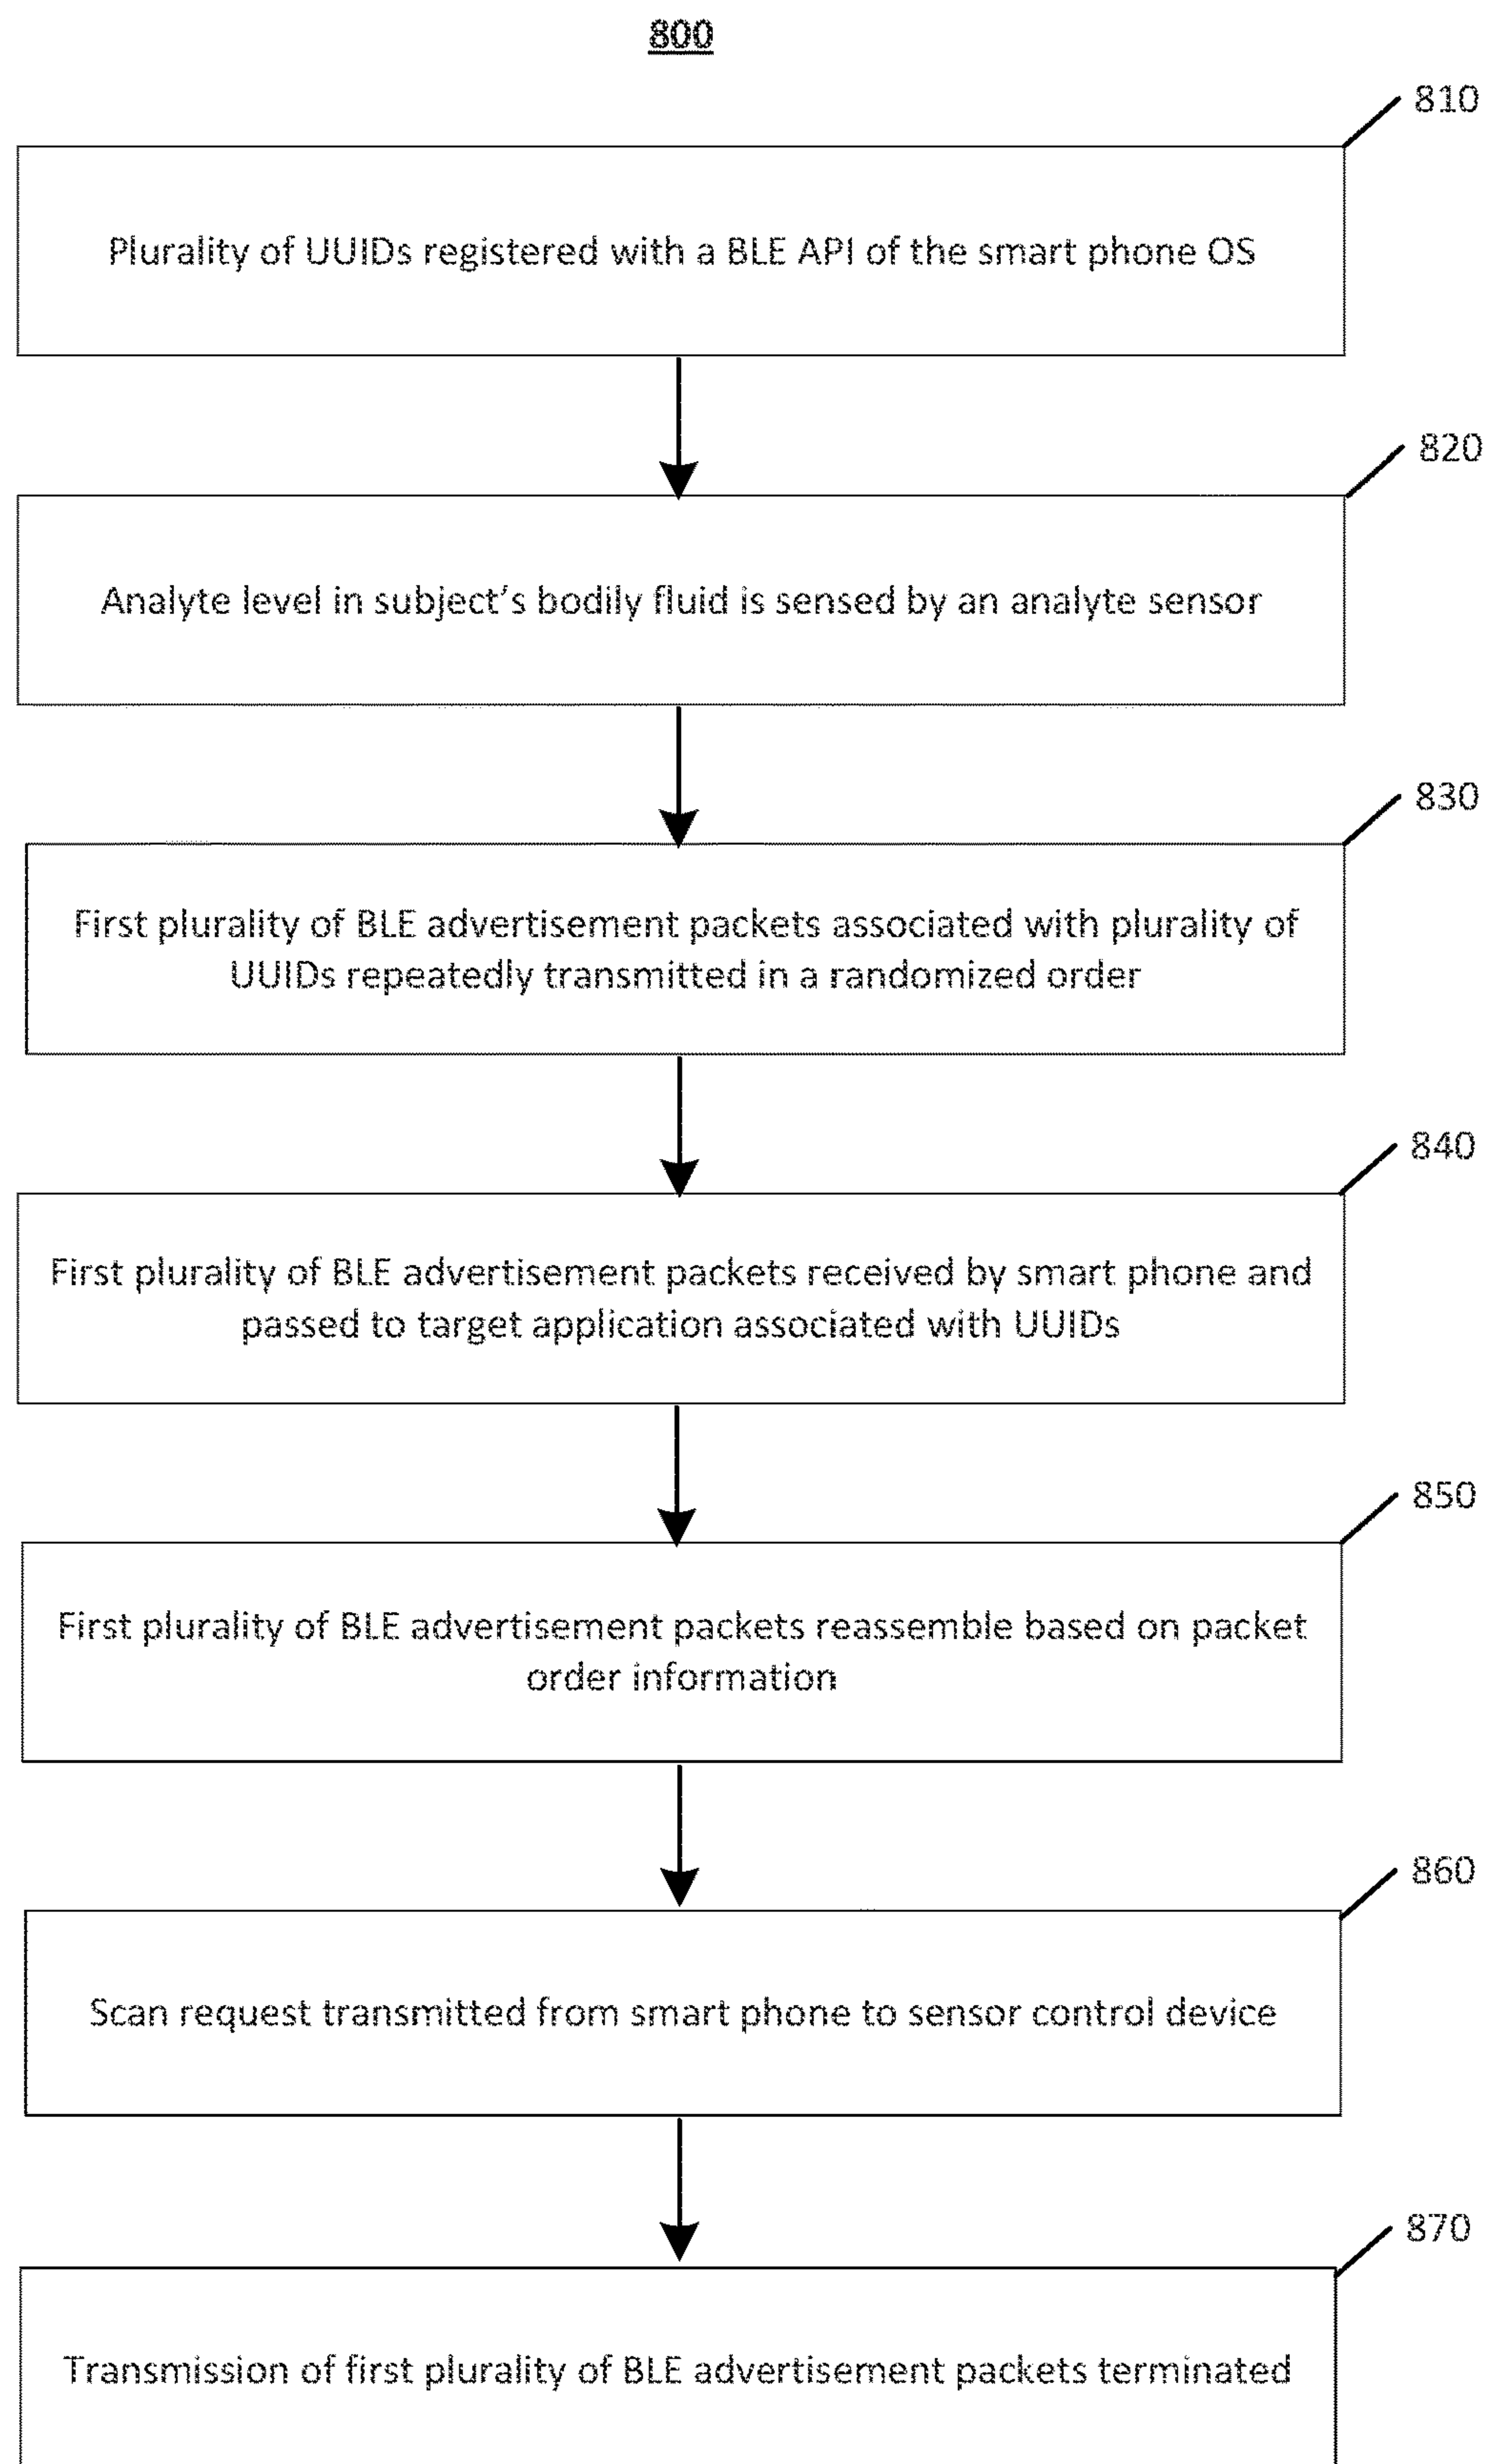 800
810
Plurality of UUIDs registered with a BLE API of the smart phone OS
820
Analyte level in subject's bodily fluid is sensed by an analyte sensor
830
First plurality of BLE advertisement packets associated with plurality of
UUIDs repeatedly transmitted in a randomized order
840
First plurality of BLE advertisement packets received by smart phone and
passed to target application associated with UUIDs
850
First plurality of BLE advertisement packets reassemble based on packet
order information
860
Scan request transmitted from smart phone to sensor control device
870
Transmission of first plurality of BLE advertisement packets terminated